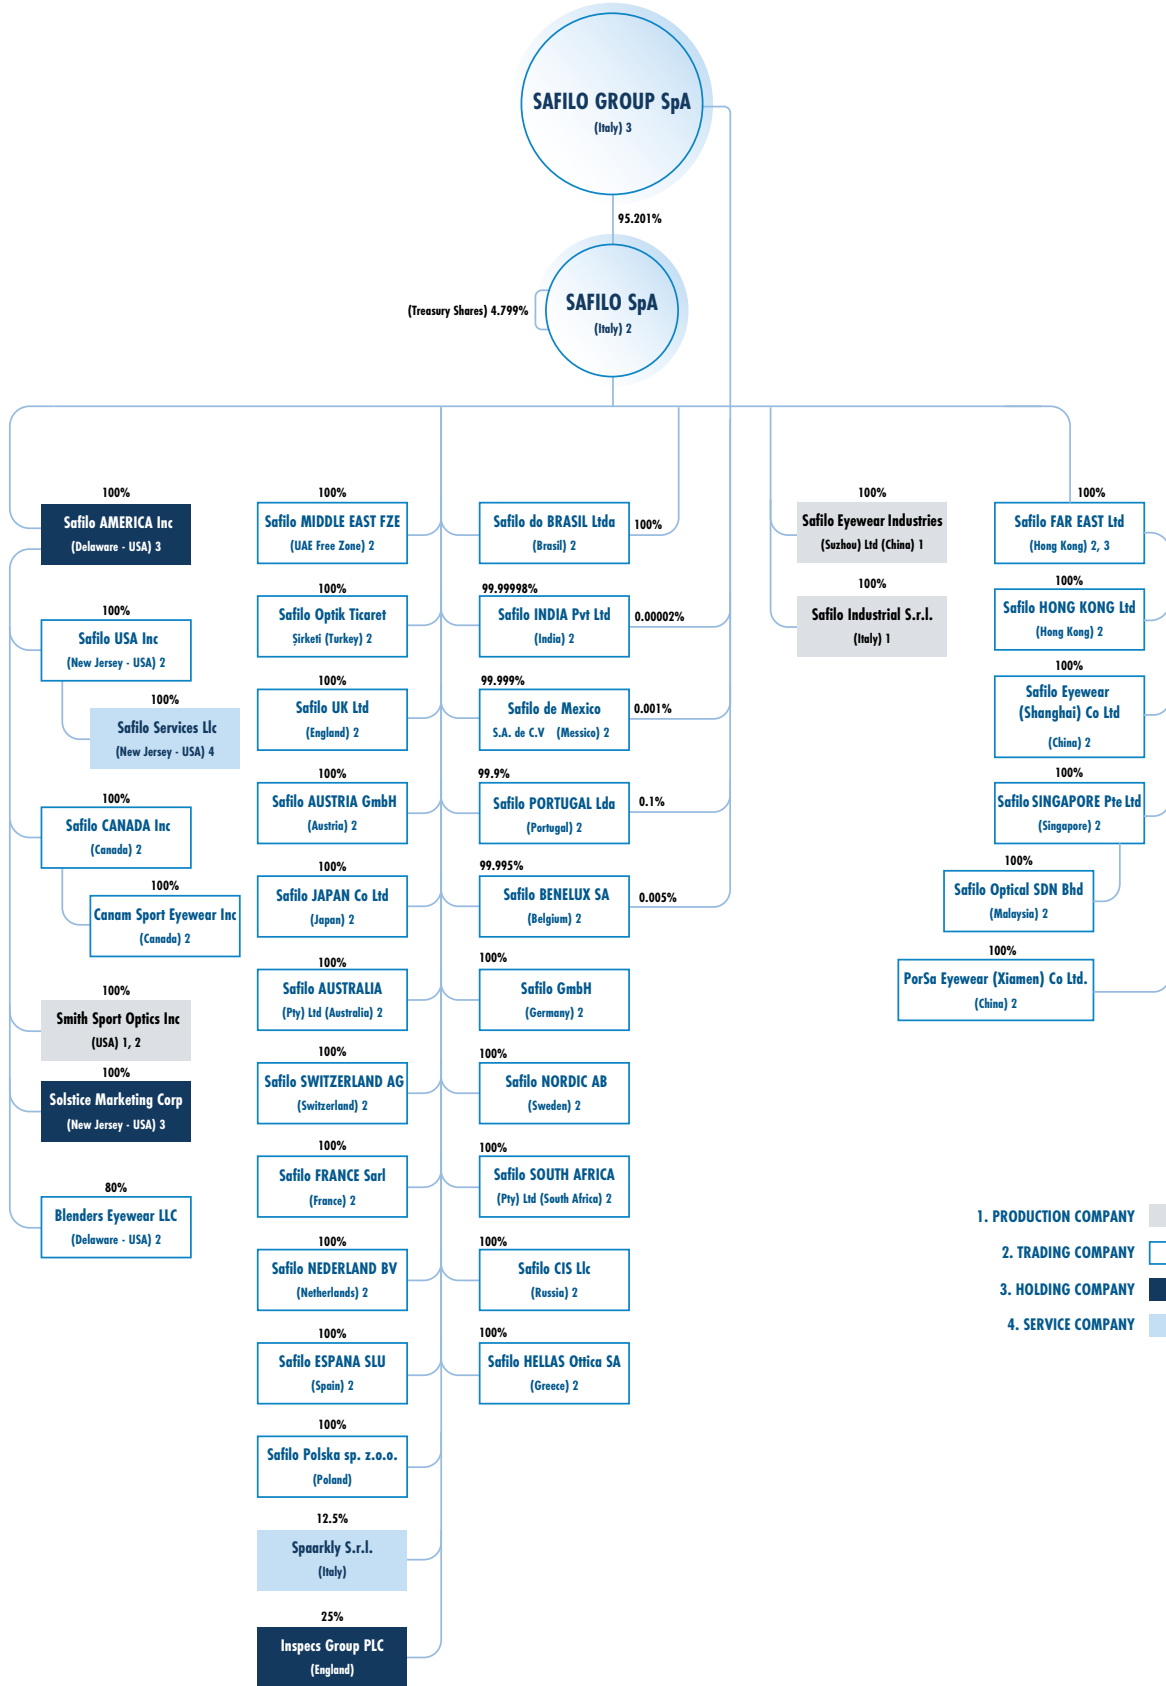 SAFILO GROUP SpA
(Italy) 3
95.201%
(Treasury Shares) 4.799%
SAFILO SpA
(Italy) 2
100%
Safilo AMERICA Inc
(Delaware - USA) 3
100%
Safilo USA Inc
(New Jersey - USA) 2
100%
Safilo Services Llc
(New Jersey - USA) 4
100%
Safilo CANADA Inc
(Canada) 2
100%
Canam Sport Eyewear Inc
(Canada) 2
100%
Smith Sport Optics Inc
(USA) 1, 2
100%
Solstice Marketing Corp
(New Jersey - USA) 3
80%
Blenders Eyewear LLC
(Delaware - USA) 2
100%
Safilo MIDDLE EAST FZE
(UAE Free Zone) 2
100%
Safilo Optik Ticaret
Şirketi (Turkey) 2
100%
Safilo UK Ltd
(England) 2
100%
Safilo AUSTRIA GmbH
(Austria) 2
100%
Safilo JAPAN Co Ltd
(Japan) 2
100%
Safilo AUSTRALIA
(Pty) Ltd (Australia) 2
100%
Safilo SWITZERLAND AG
(Switzerland) 2
100%
Safilo FRANCE Sarl
(France) 2
100%
Safilo NEDERLAND BV
(Netherlands) 2
100%
Safilo ESPANA SLU
(Spain) 2
100%
Safilo Polska sp. z.o.o.
(Poland)
12.5%
Spaarkly S.r.l.
(Italy)
25%
Inspecs Group PLC
(England)
Safilo do BRASIL Ltda
(Brasil) 2
100%
99.99998%
Safilo INDIA Pvt Ltd
(India) 2
0.00002%
99.999%
Safilo de Mexico
S.A. de C.V (Messico) 2
0.001%
99.9%
Safilo PORTUGAL Lda
(Portugal) 2
0.1%
99.995%
Safilo BENELUX SA
(Belgium) 2
0.005%
100%
Safilo GmbH
(Germany) 2
100%
Safilo NORDIC AB
(Sweden) 2
100%
Safilo SOUTH AFRICA
(Pty) Ltd (South Africa) 2
100%
Safilo CIS Llc
(Russia) 2
100%
Safilo HELLAS Ottica SA
(Greece) 2
100%
Safilo Eyewear Industries
(Suzhou) Ltd (China) 1
100%
Safilo Industrial S.r.l.
(Italy) 1
100%
Safilo FAR EAST Ltd
(Hong Kong) 2, 3
100%
Safilo HONG KONG Ltd
(Hong Kong) 2
100%
Safilo Eyewear
(Shanghai) Co Ltd
(China) 2
100%
Safilo SINGAPORE Pte Ltd
(Singapore) 2
100%
Safilo Optical SDN Bhd
(Malaysia) 2
100%
PorSa Eyewear (Xiamen) Co Ltd.
(China) 2
1. PRODUCTION COMPANY
2. TRADING COMPANY
3. HOLDING COMPANY
4. SERVICE COMPANY